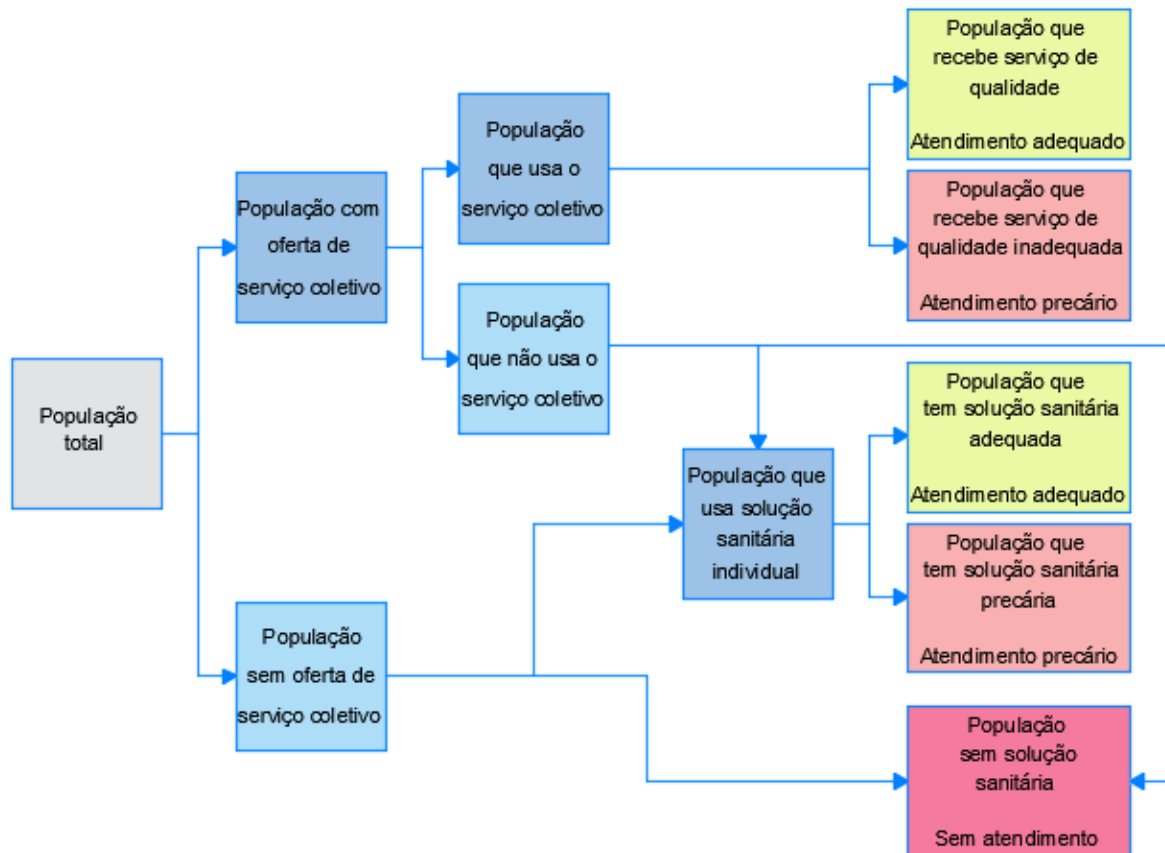 População total
População com
oferta de
serviço coletivo
População
sem oferta de
serviço coletivo
População
que usa o
serviço coletivo
População
que não usa o
serviço coletivo
População que
usa solução
sanitária
individual
População que
recebe serviço de
qualidade
Atendimento adequado
População que
recebe serviço de
qualidade inadequada
Atendimento precário
População que
tem solução sanitária
adequada
Atendimento adequado
População que
tem solução sanitária
precária
Atendimento precário
População
sem solução
sanitária
Sem atendimento